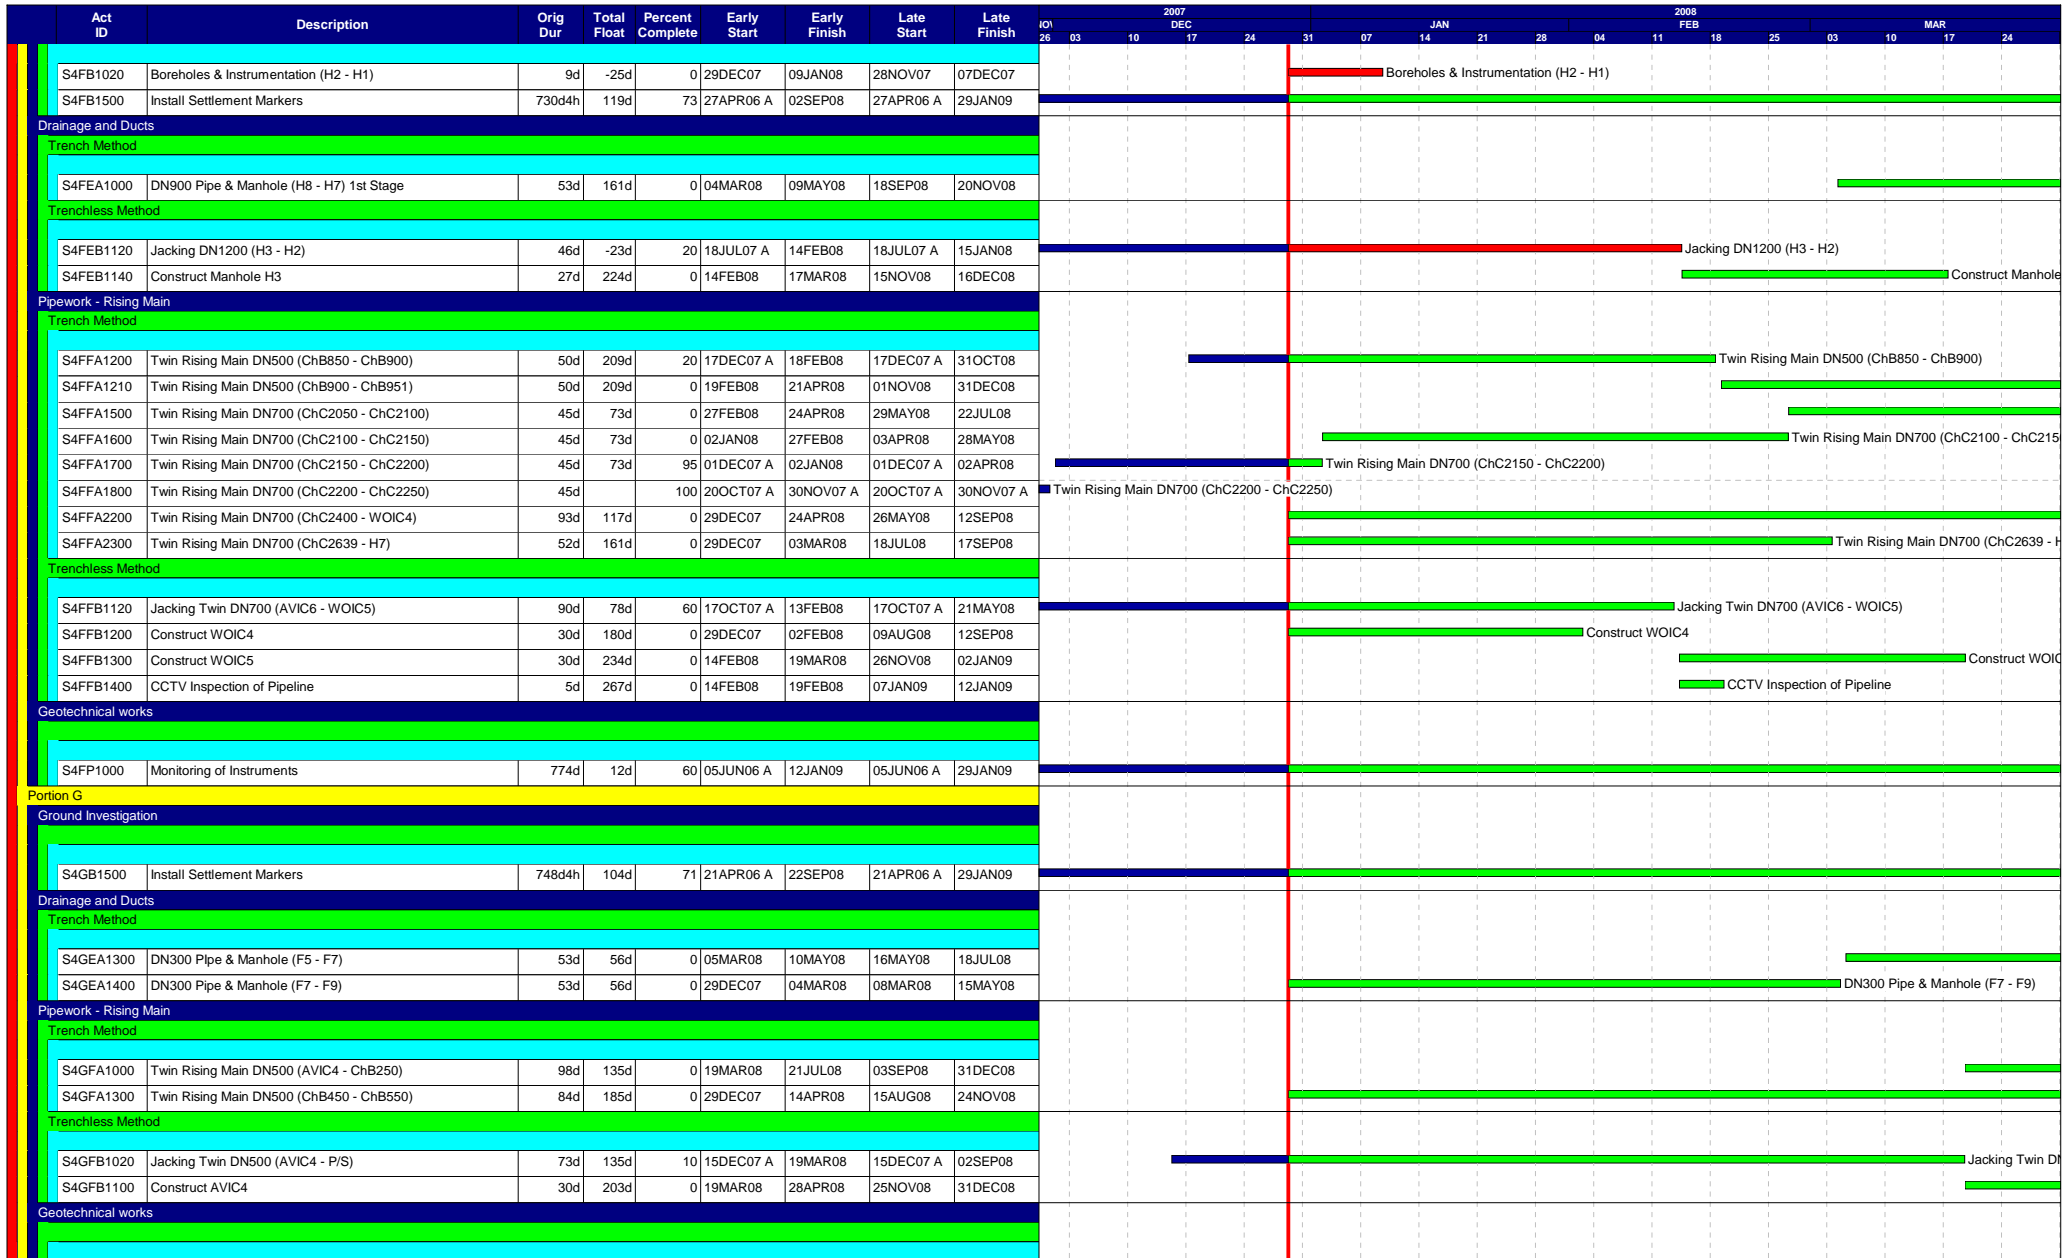 Act ID Description Orig Dur Total Float Percent Complete Early Start Early Finish Late Start Late Finish
2007 2008
NOV DEC JAN FEB MAR
26 03 10 17 24 31 07 14 21 28 04 11 18 25 03 10 17 24
S4FB1020 Boreholes & Instrumentation (H2 - H1) 9d -25d 0 29DEC07 09JAN08 28NOV07 07DEC07 Boreholes & Instrumentation (H2 - H1)
S4FB1500 Install Settlement Markers 730d4h 119d 73 27APR06 A 02SEP08 27APR06 A 29JAN09
Drainage and Ducts
Trench Method
S4FEA1000 DN900 Pipe & Manhole (H8 - H7) 1st Stage 53d 161d 0 04MAR08 09MAY08 18SEP08 20NOV08
Trenchless Method
S4FEB1120 Jacking DN1200 (H3 - H2) 46d -23d 20 18JUL07 A 14FEB08 18JUL07 A 15JAN08 Jacking DN1200 (H3 - H2)
S4FEB1140 Construct Manhole H3 27d 224d 0 14FEB08 17MAR08 15NOV08 16DEC08 Construct Manhole
Pipework - Rising Main
Trench Method
S4FFA1200 Twin Rising Main DN500 (ChB850 - ChB900) 50d 209d 20 17DEC07 A 18FEB08 17DEC07 A 31OCT08 Twin Rising Main DN500 (ChB850 - ChB900)
S4FFA1210 Twin Rising Main DN500 (ChB900 - ChB951) 50d 209d 0 19FEB08 21APR08 01NOV08 31DEC08
S4FFA1500 Twin Rising Main DN700 (ChC2050 - ChC2100) 45d 73d 0 27FEB08 24APR08 29MAY08 22JUL08
S4FFA1600 Twin Rising Main DN700 (ChC2100 - ChC2150) 45d 73d 0 02JAN08 27FEB08 03APR08 28MAY08 Twin Rising Main DN700 (ChC2100 - ChC215
S4FFA1700 Twin Rising Main DN700 (ChC2150 - ChC2200) 45d 73d 95 01DEC07 A 02JAN08 01DEC07 A 02APR08 Twin Rising Main DN700 (ChC2150 - ChC2200)
S4FFA1800 Twin Rising Main DN700 (ChC2200 - ChC2250) 45d 100 20OCT07 A 30NOV07 A 20OCT07 A 30NOV07 A Twin Rising Main DN700 (ChC2200 - ChC2250)
S4FFA2200 Twin Rising Main DN700 (ChC2400 - WOIC4) 93d 117d 0 29DEC07 24APR08 26MAY08 12SEP08
S4FFA2300 Twin Rising Main DN700 (ChC2639 - H7) 52d 161d 0 29DEC07 03MAR08 18JUL08 17SEP08 Twin Rising Main DN700 (ChC2639 - H
Trenchless Method
S4FFB1120 Jacking Twin DN700 (AVIC6 - WOIC5) 90d 78d 60 17OCT07 A 13FEB08 17OCT07 A 21MAY08 Jacking Twin DN700 (AVIC6 - WOIC5)
S4FFB1200 Construct WOIC4 30d 180d 0 29DEC07 02FEB08 09AUG08 12SEP08 Construct WOIC4
S4FFB1300 Construct WOIC5 30d 234d 0 14FEB08 19MAR08 26NOV08 02JAN09 Construct WOIC
S4FFB1400 CCTV Inspection of Pipeline 5d 267d 0 14FEB08 19FEB08 07JAN09 12JAN09 CCTV Inspection of Pipeline
Geotechnical works
S4FP1000 Monitoring of Instruments 774d 12d 60 05JUN06 A 12JAN09 05JUN06 A 29JAN09
Portion G
Ground Investigation
S4GB1500 Install Settlement Markers 748d4h 104d 71 21APR06 A 22SEP08 21APR06 A 29JAN09
Drainage and Ducts
Trench Method
S4GEA1300 DN300 PIpe & Manhole (F5 - F7) 53d 56d 0 05MAR08 10MAY08 16MAY08 18JUL08
S4GEA1400 DN300 Pipe & Manhole (F7 - F9) 53d 56d 0 29DEC07 04MAR08 08MAR08 15MAY08 DN300 Pipe & Manhole (F7 - F9)
Pipework - Rising Main
Trench Method
S4GFA1000 Twin Rising Main DN500 (AVIC4 - ChB250) 98d 135d 0 19MAR08 21JUL08 03SEP08 31DEC08
S4GFA1300 Twin Rising Main DN500 (ChB450 - ChB550) 84d 185d 0 29DEC07 14APR08 15AUG08 24NOV08
Trenchless Method
S4GFB1020 Jacking Twin DN500 (AVIC4 - P/S) 73d 135d 10 15DEC07 A 19MAR08 15DEC07 A 02SEP08 Jacking Twin DN
S4GFB1100 Construct AVIC4 30d 203d 0 19MAR08 28APR08 25NOV08 31DEC08
Geotechnical works